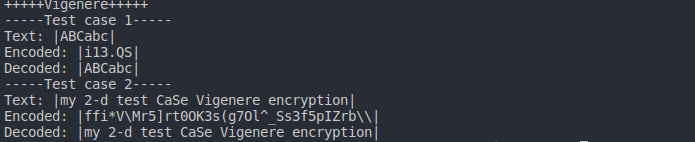 +++++Vigenere+++++
-----Test case 1-----
Text: |ABCabc|
Encoded: |i13.QS|
Decoded: |ABCabc|
-----Test case 2-----
Text: |my 2-d test CaSe Vigenere encryption|
Encoded: |ffi*V\Mr5]rt0OK3s(g7Ol^_Ss3f5pIZrb\\|
Decoded: |my 2-d test CaSe Vigenere encryption|